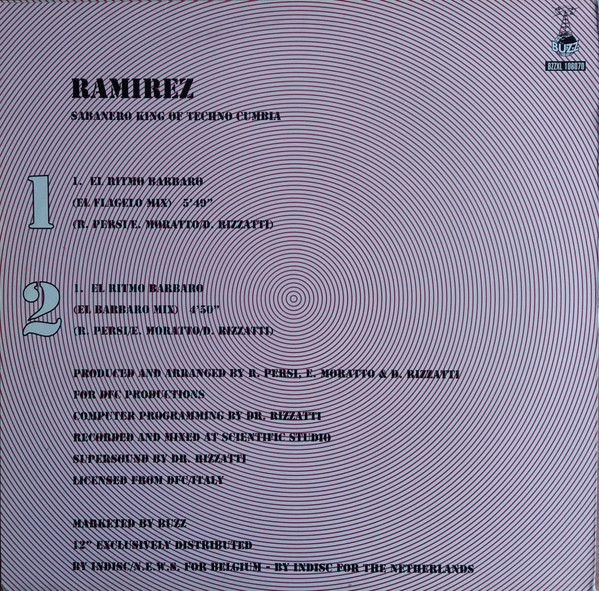 BUZZ
BZZXL 108070
RAMIREZ
SABANERO KING OF TECHNO CUMBIA
1
1. EL RITMO BARBARO
(EL FLAGELO MIX) 5'49"
(R. PERSI/E. MORATTO/D. RIZZATTI)
2
1. EL RITMO BARBARO
(EL BARBARO MIX) 4'50"
(R. PERSI/E. MORATTO/D. RIZZATTI)
PRODUCED AND ARRANGED BY R. PERSI, E. MORATTO & D. RIZZATTI
FOR DFC PRODUCTIONS
COMPUTER PROGRAMMING BY DR. RIZZATTI
RECORDED AND MIXED AT SCIENTIFIC STUDIO
SUPERSOUND BY DR. RIZZATTI
LICENSED FROM DFC/ITALY
MARKETED BY BUZZ
12" EXCLUSIVELY DISTRIBUTED
BY INDISC/N.E.W.S. FOR BELGIUM - BY INDISC FOR THE NETHERLANDS